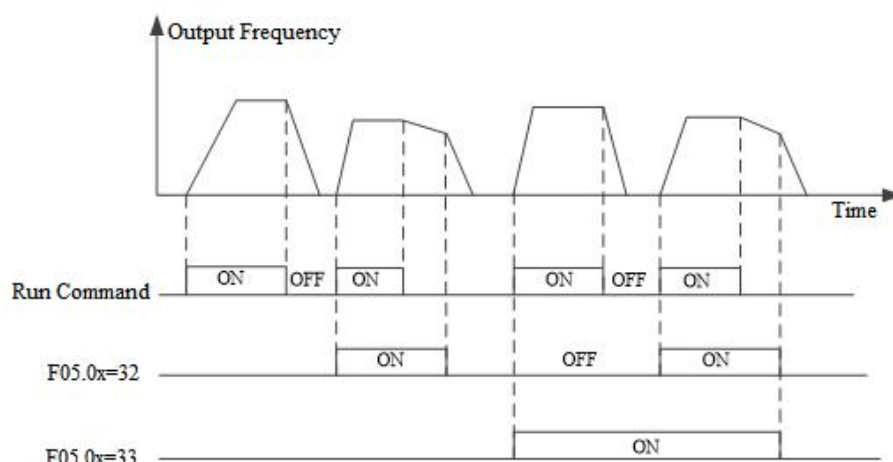 Output Frequency
Time
ON OFF ON ON OFF ON
Run Command
ON OFF ON
F05.0x=32
ON
F05.0x=33